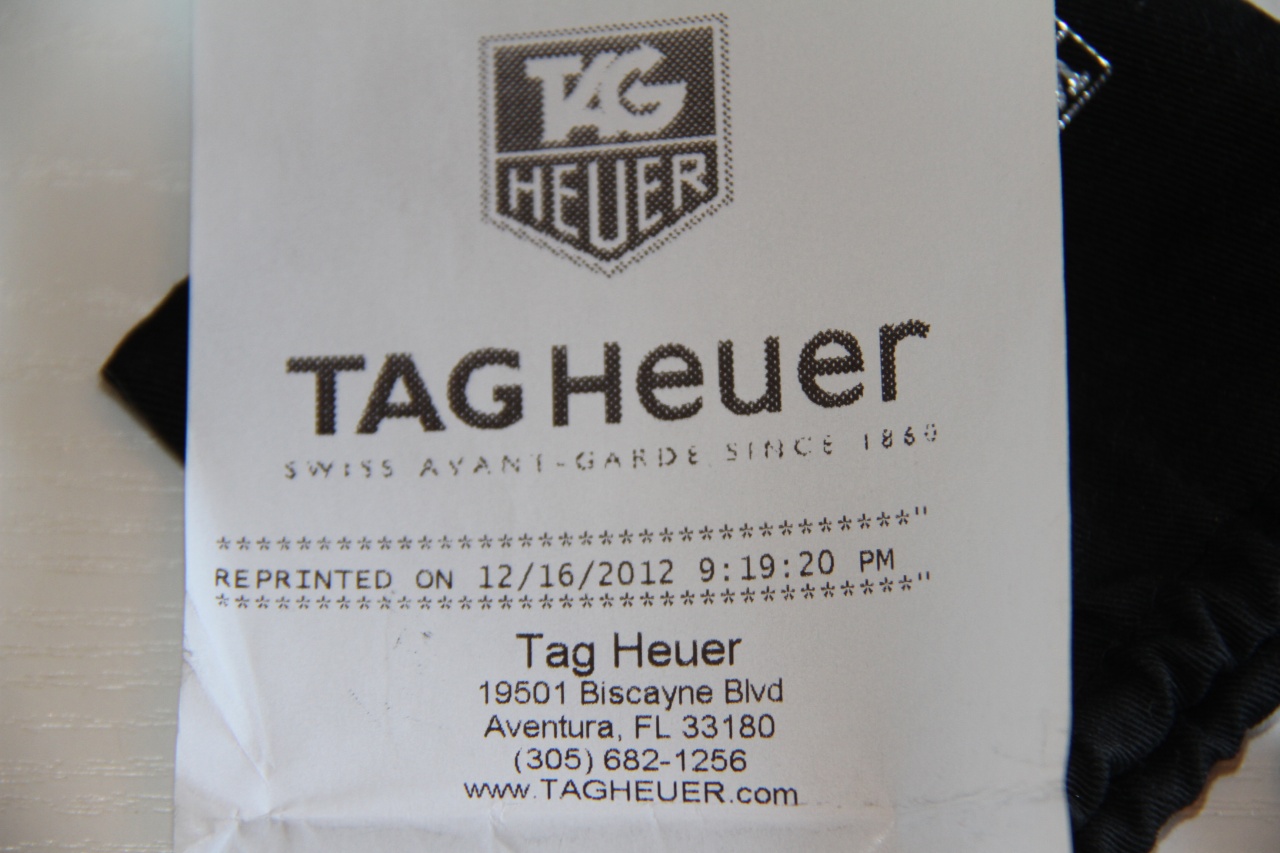 TAG
HEUER
TAGHeuer
SWISS AVANT-GARDE SINCE 1860
***********************************"
REPRINTED ON 12/16/2012 9:19:20 PM
***********************************"
Tag Heuer
19501 Biscayne Blvd
Aventura, FL 33180
(305) 682-1256
www.TAGHEUER.com